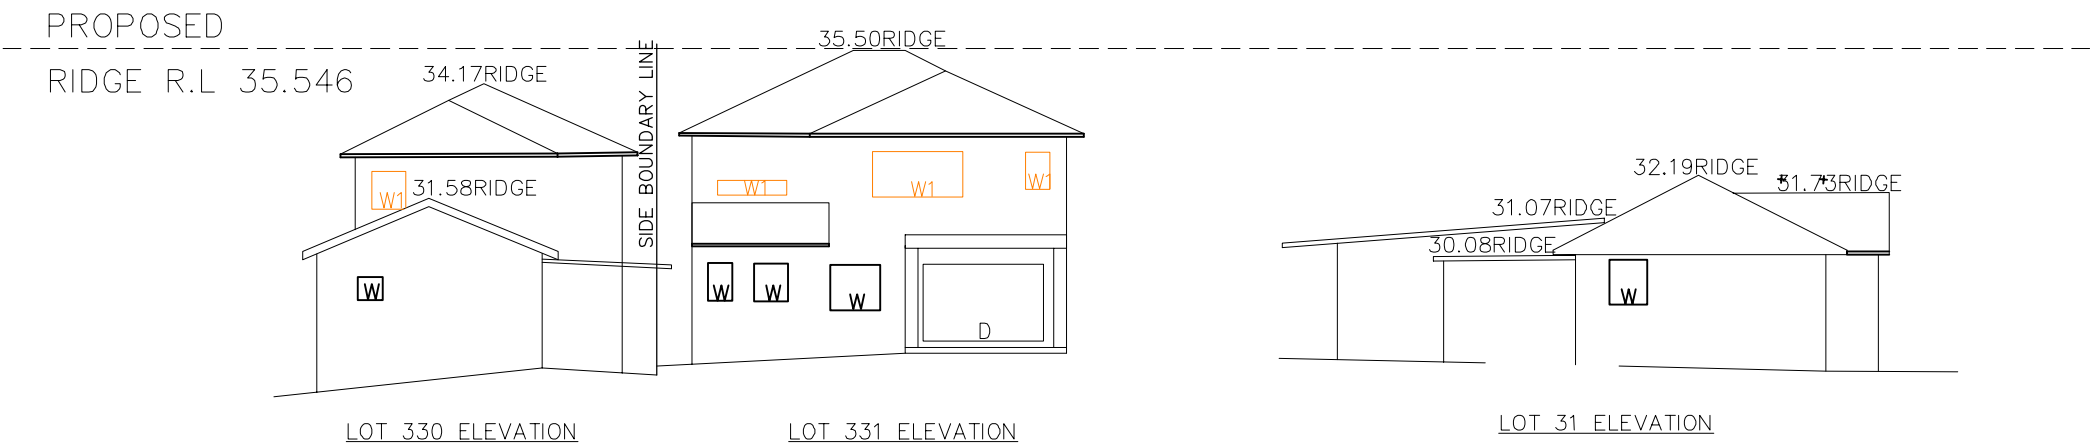 PROPOSED
RIDGE R.L 35.546
34.17RIDGE
W1
31.58RIDGE
W
SIDE BOUNDARY LINE
35.50RIDGE
W1
W1
W1
W
W
W
D
32.19RIDGE
31.73RIDGE
31.07RIDGE
30.08RIDGE
W
LOT 330 ELEVATION
LOT 331 ELEVATION
LOT 31 ELEVATION